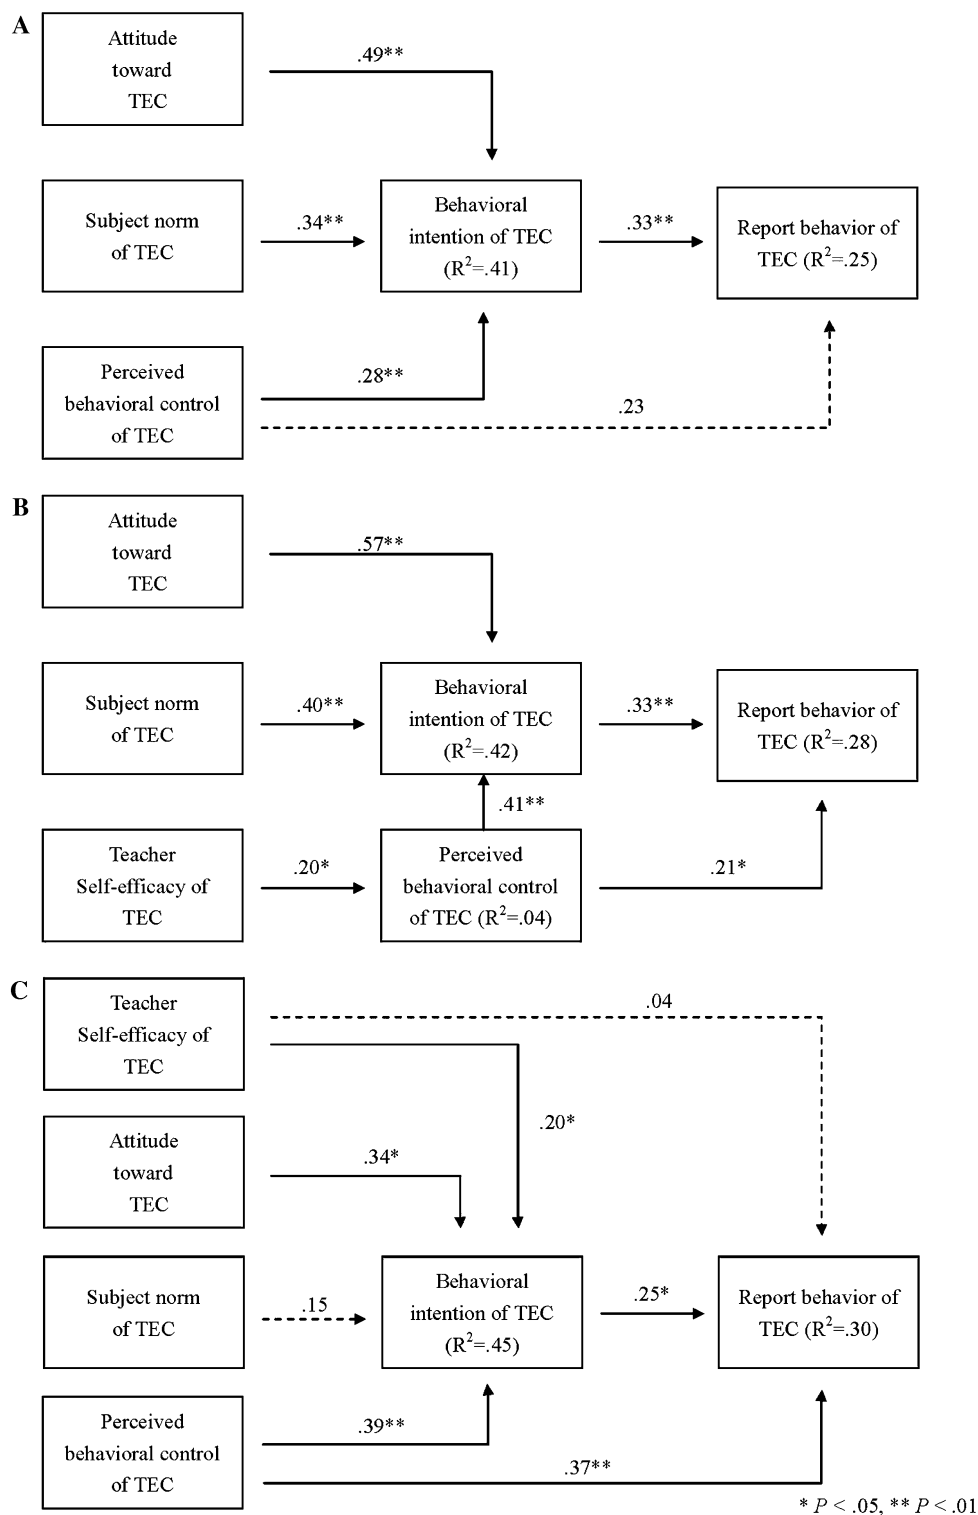 A
Attitude
toward
TEC
.49**
Subject norm
of TEC
.34**
Behavioral
intention of TEC
(R²=.41)
.33**
Report behavior of
TEC (R²=.25)
Perceived
behavioral control
of TEC
.28**
.23
B
Attitude
toward
TEC
.57**
Subject norm
of TEC
.40**
Behavioral
intention of TEC
(R²=.42)
.33**
Report behavior of
TEC (R²=.28)
.41**
Teacher
Self-efficacy of
TEC
.20*
Perceived
behavioral control
of TEC (R²=.04)
.21*
C
Teacher
Self-efficacy of
TEC
.04
.20*
Attitude
toward
TEC
.34*
Subject norm
of TEC
.15
Behavioral
intention of TEC
(R²=.45)
.25*
Report behavior of
TEC (R²=.30)
Perceived
behavioral control
of TEC
.39**
.37**
* P < .05, ** P < .01